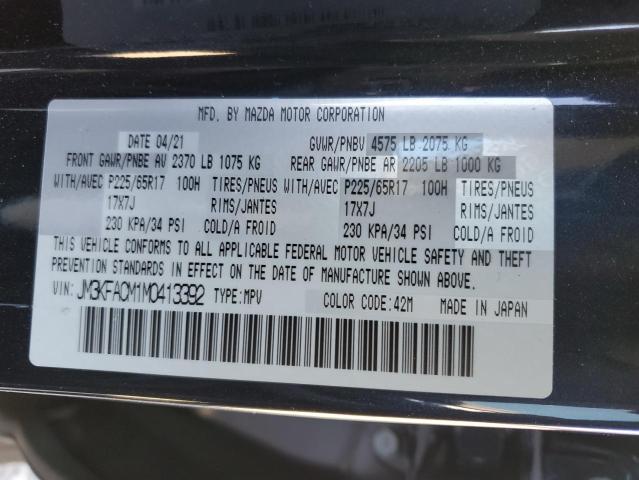 MFD. BY MAZDA MOTOR CORPORATION
DATE 04/21 GVWR/PNBV 4575 LB 2075 KG
FRONT GAWR/PNBE AV 2370 LB 1075 KG REAR GAWR/PNBE AR 2205 LB 1000 KG
WITH/AVEC P225/65R17 100H TIRES/PNEUS WITH/AVEC P225/65R17 100H TIRES/PNEUS
17X7J RIMS/JANTES 17X7J RIMS/JANTES
230 KPA/34 PSI COLD/A FROID 230 KPA/34 PSI COLD/A FROID
THIS VEHICLE CONFORMS TO ALL APPLICABLE FEDERAL MOTOR VEHICLE SAFETY AND THEFT
PREVENTION STANDARDS IN EFFECT ON THE DATE OF MANUFACTURE SHOWN ABOVE.
VIN: JM3KFACM1M0413392 TYPE:MPV COLOR CODE:42M MADE IN JAPAN